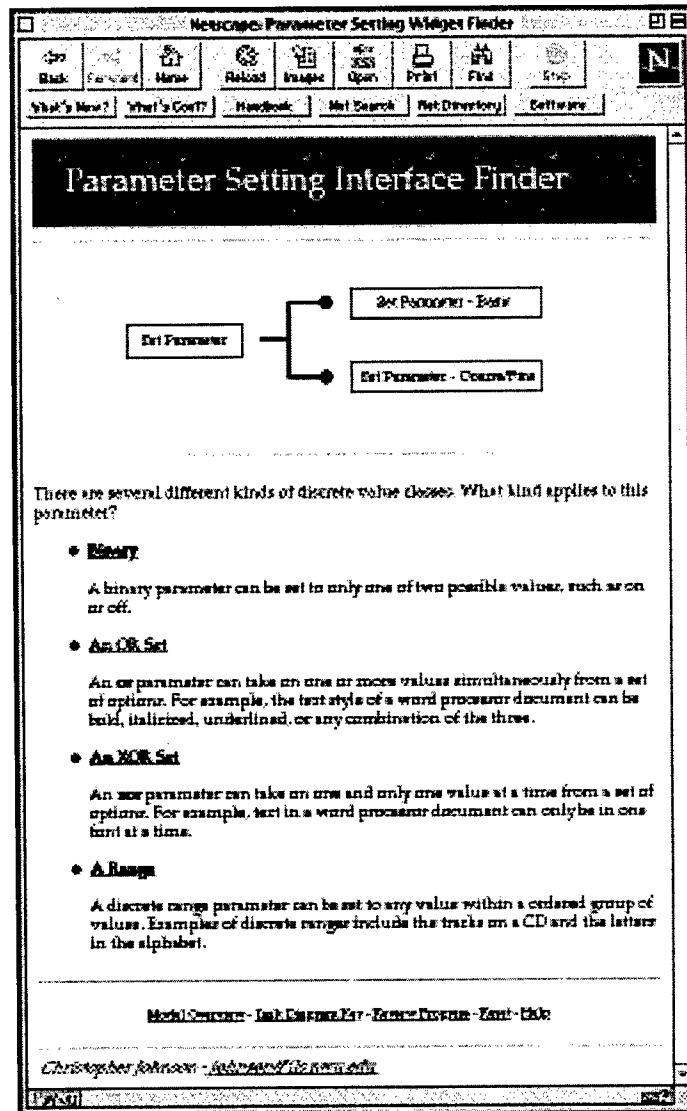 Netscape: Parameter Setting Widget Finder
Back Forward Home Reload Images Open Print Find Stop
N
What's New? What's Cool? Handbook Net Search Net Directory Software
Parameter Setting Interface Finder
Set Parameter - Basic
Set Parameter
Set Parameter -
There are several different kinds of discrete value classes. What kind applies to this
parameter?
Binary
A binary parameter can be set to only one of two possible values, such as on
or off.
An OR Set
An or parameter can take on one or more values simultaneously from a set
of options. For example, the text style of a word processor document can be
bold, italicized, underlined, or any combination of the three.
An XOR Set
An xor parameter can take on one and only one value at a time from a set of
options. For example, text in a word processor document can only be in one
font at a time.
A Range
A discrete range parameter can be set to any value within a ordered group of
values. Examples of discrete ranges include the tracks on a CD and the letters
in the alphabet.
Model Overview - Task Diagram Key - Program - Help
Christopher Johnson -